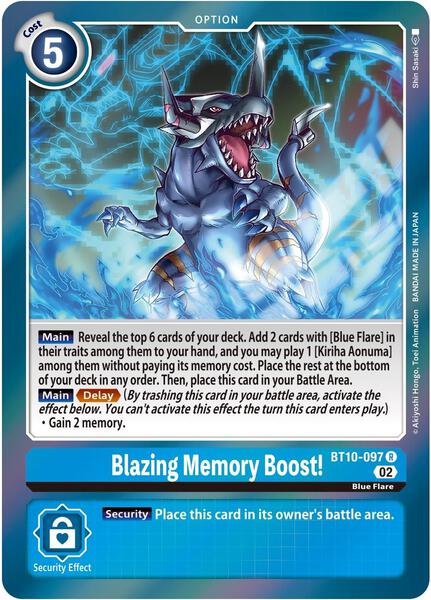 OPTION
Cost
5
Shin Sasaki
Main Reveal the top 6 cards of your deck. Add 2 cards with [Blue Flare] in
their traits among them to your hand, and you may play 1 [Kiriha Aonuma]
among them without paying its memory cost. Place the rest at the bottom
of your deck in any order. Then, place this card in your Battle Area.
Main Delay (By trashing this card in your battle area, activate the
effect below. You can't activate this effect the turn this card enters play.)
• Gain 2 memory.
©Akiyoshi Hongo, Toei Animation BANDAI MADE IN JAPAN
Blazing Memory Boost!
BT10-097 R
02
Blue Flare
Security Place this card in its owner's battle area.
Security Effect